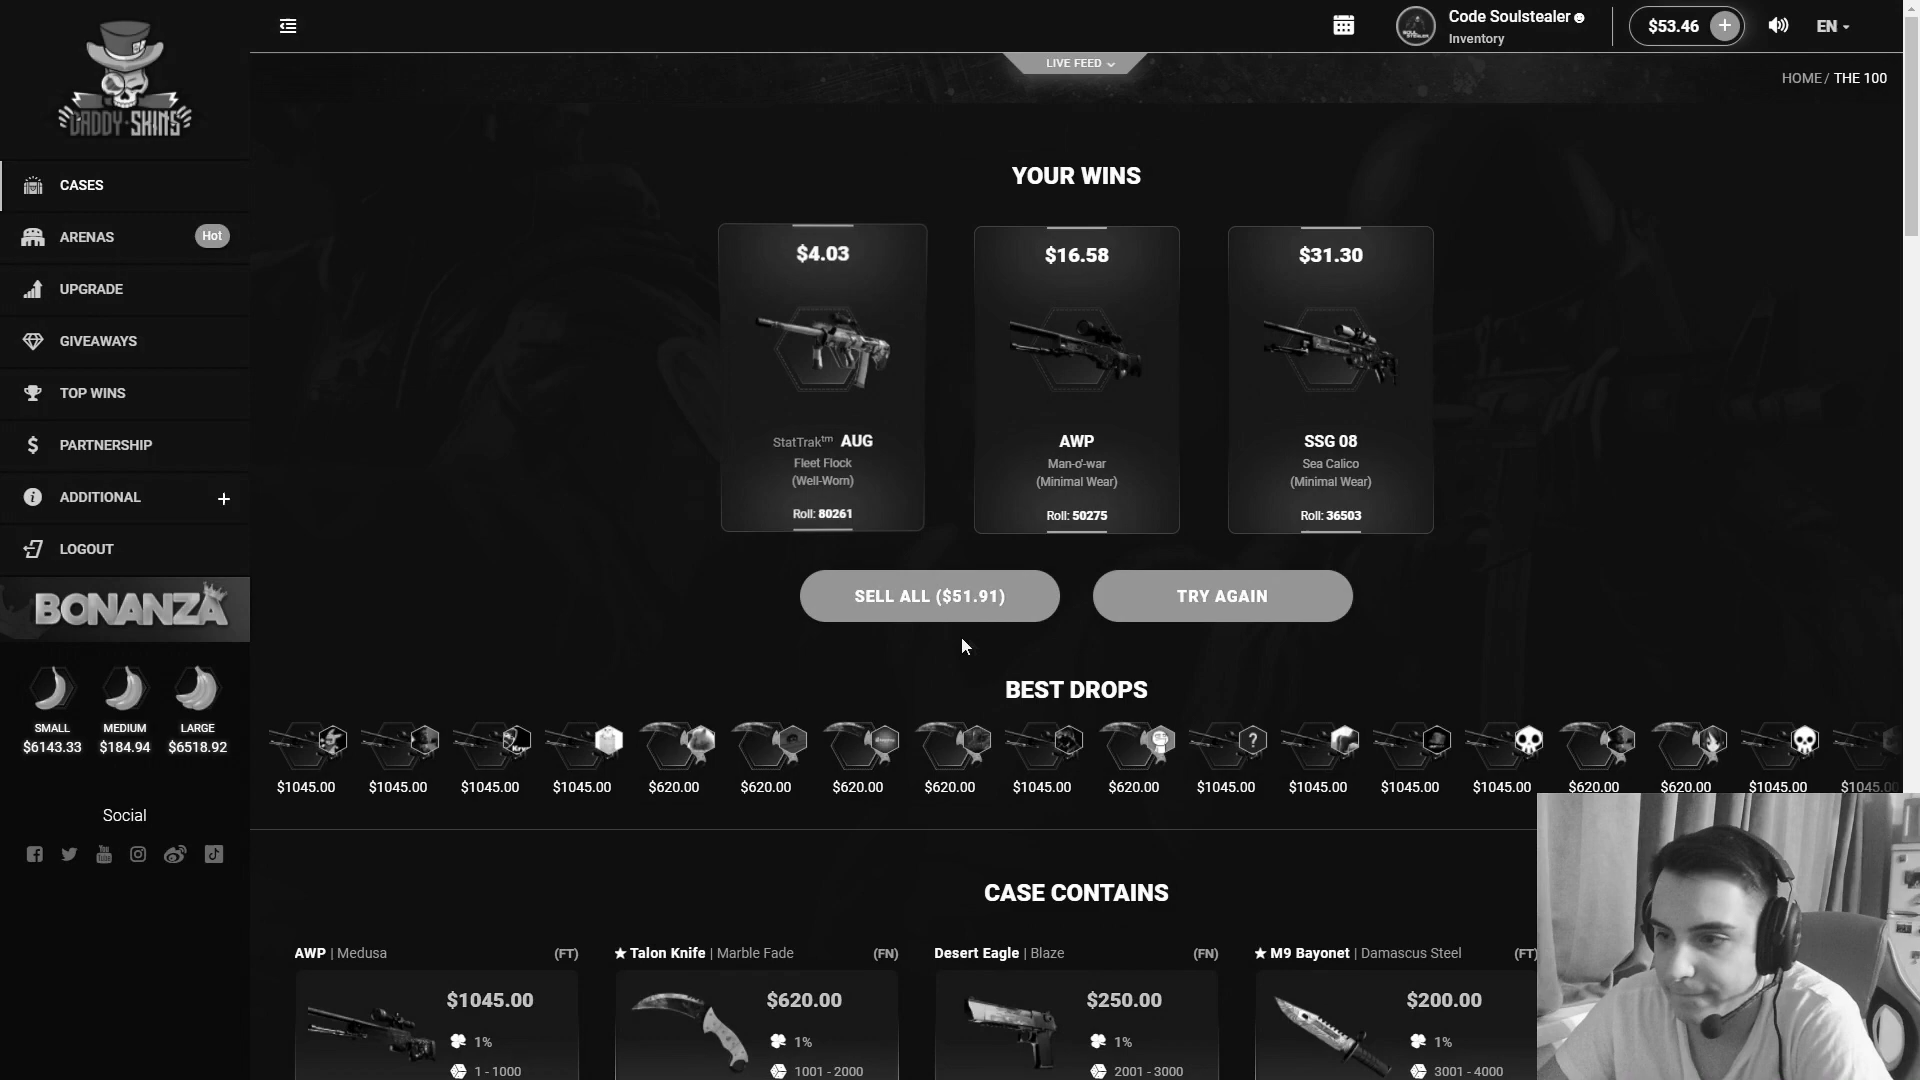 Code Soulstealer
Inventory
$53.46
EN
LIVE FEED
HOME / THE 100
DADDY SKINS
CASES
ARENAS
Hot
UPGRADE
GIVEAWAYS
TOP WINS
PARTNERSHIP
ADDITIONAL
LOGOUT
BONANZA
SMALL
MEDIUM
LARGE
$6143.33
$184.94
$6518.92
Social
YOUR WINS
$4.03
StatTrak™ AUG
Fleet Flock
(Well-Worn)
Roll: 80261
$16.58
AWP
Man-o'-war
(Minimal Wear)
Roll: 50275
$31.30
SSG 08
Sea Calico
(Minimal Wear)
Roll: 36503
SELL ALL ($51.91)
TRY AGAIN
BEST DROPS
$1045.00
$1045.00
$1045.00
$1045.00
$620.00
$620.00
$620.00
$620.00
$1045.00
$620.00
$1045.00
$1045.00
$1045.00
$1045.00
$620.00
$620.00
$1045.00
$1045.00
CASE CONTAINS
AWP | Medusa (FT)
$1045.00
1%
1 - 1000
★ Talon Knife | Marble Fade (FN)
$620.00
1%
1001 - 2000
Desert Eagle | Blaze (FN)
$250.00
1%
2001 - 3000
★ M9 Bayonet | Damascus Steel (FT)
$200.00
1%
3001 - 4000